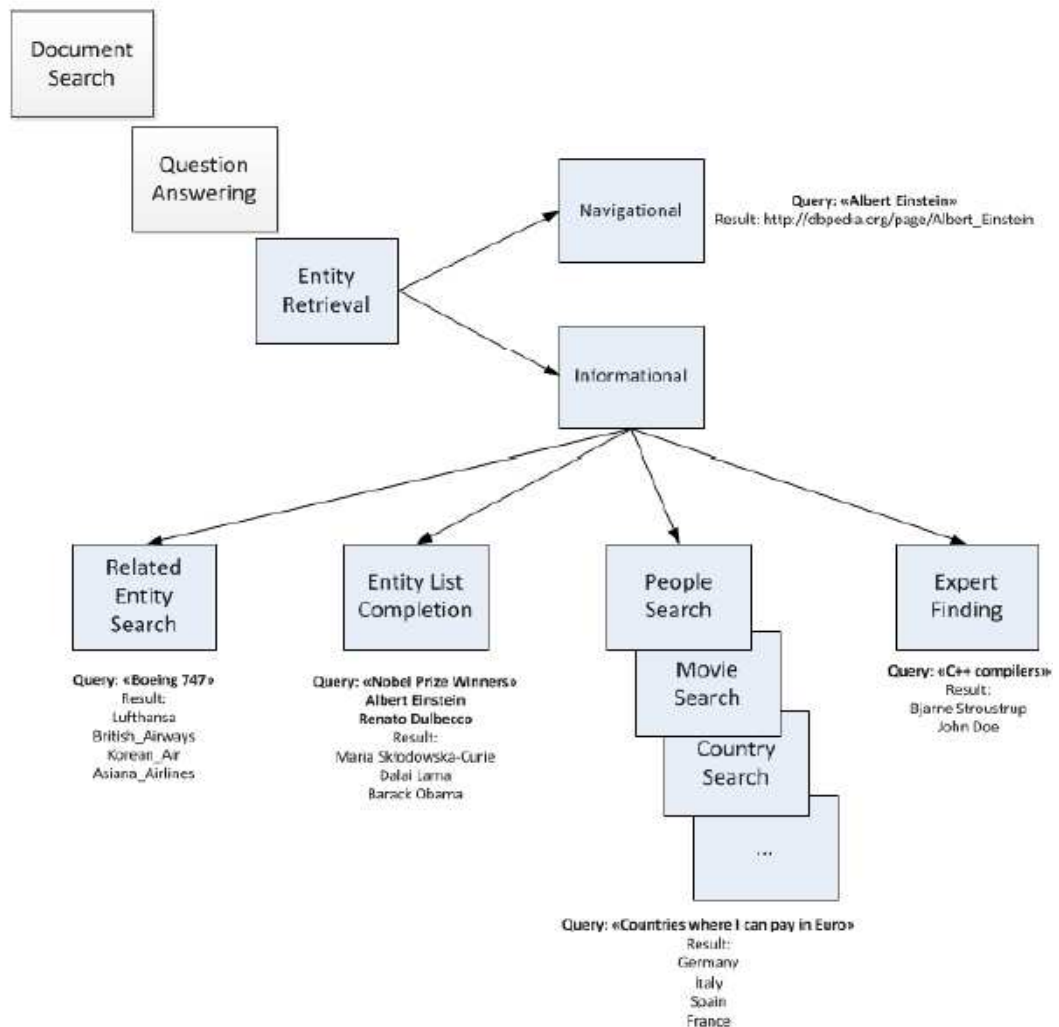 Document
Search
Question
Answering
Entity
Retrieval
Navigational
Query: «Albert Einstein»
Result: http://dbpedia.org/page/Albert_Einstein
Informational
Related
Entity
Search
Query: «Boeing 747»
Result:
Lufthansa
British_Airways
Korean_Air
Asiana_Airlines
Entity List
Completion
Query: «Nobel Prize Winners»
Albert Einstein
Renato Dulbecco
Result:
Maria Skłodowska-Curie
Dalai Lama
Barack Obama
People
Search
Movie
Search
Country
Search
...
Query: «Countries where I can pay in Euro»
Result:
Germany
Italy
Spain
France
Expert
Finding
Query: «C++ compilers»
Result:
Bjarne Stroustrup
John Doe